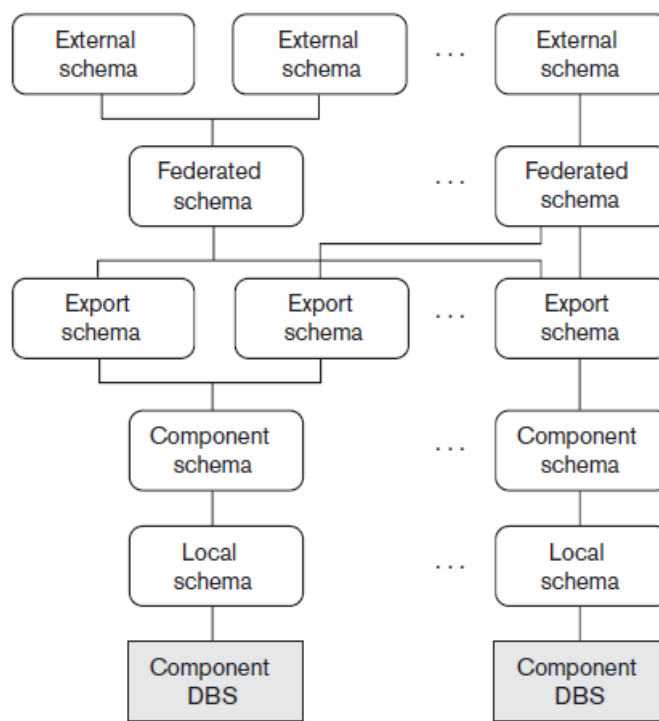 External
schema
External
schema
. . .
External
schema
Federated
schema
. . .
Federated
schema
Export
schema
Export
schema
. . .
Export
schema
Component
schema
. . .
Component
schema
Local
schema
. . .
Local
schema
Component
DBS
Component
DBS